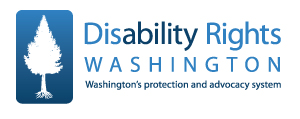 Disability Rights
WASHINGTON
Washington's protection and advocacy system